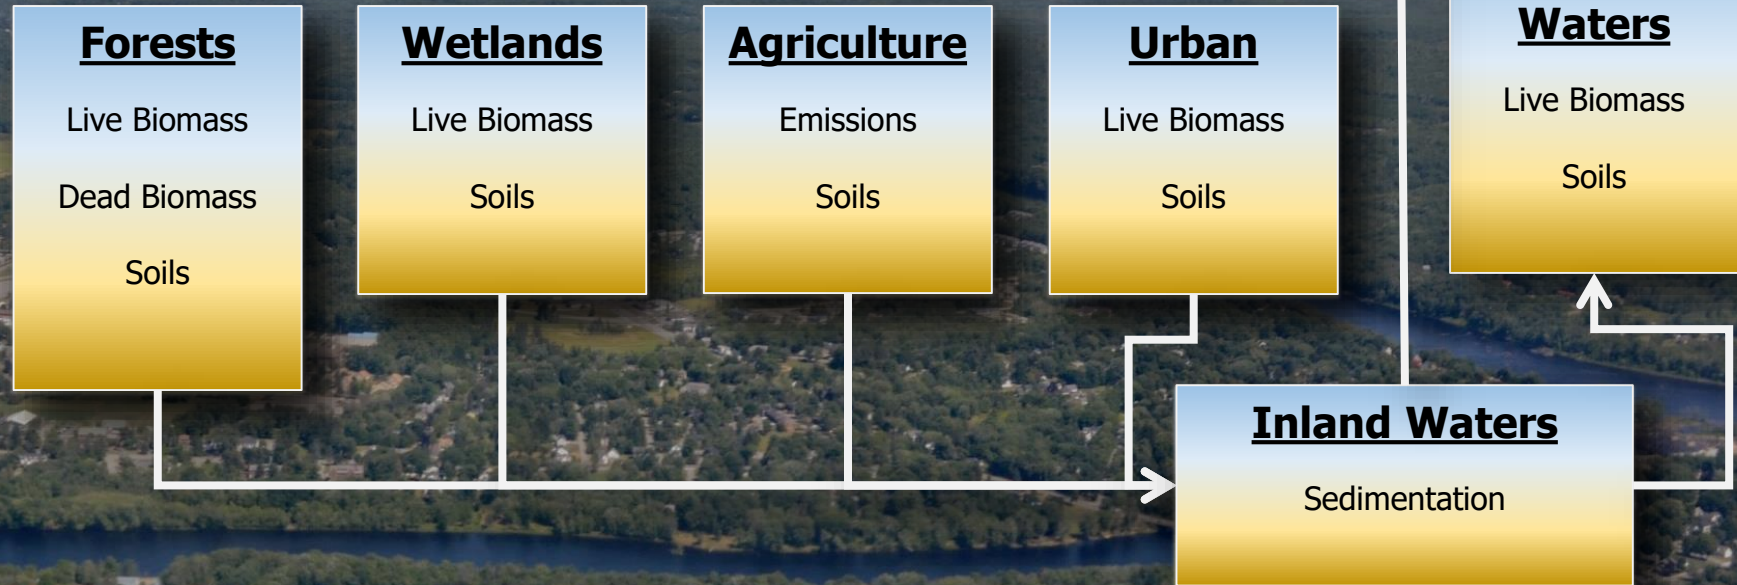 Forests
Live Biomass
Dead Biomass
Soils
Wetlands
Live Biomass
Soils
Agriculture
Emissions
Soils
Urban
Live Biomass
Soils
Waters
Live Biomass
Soils
Inland Waters
Sedimentation